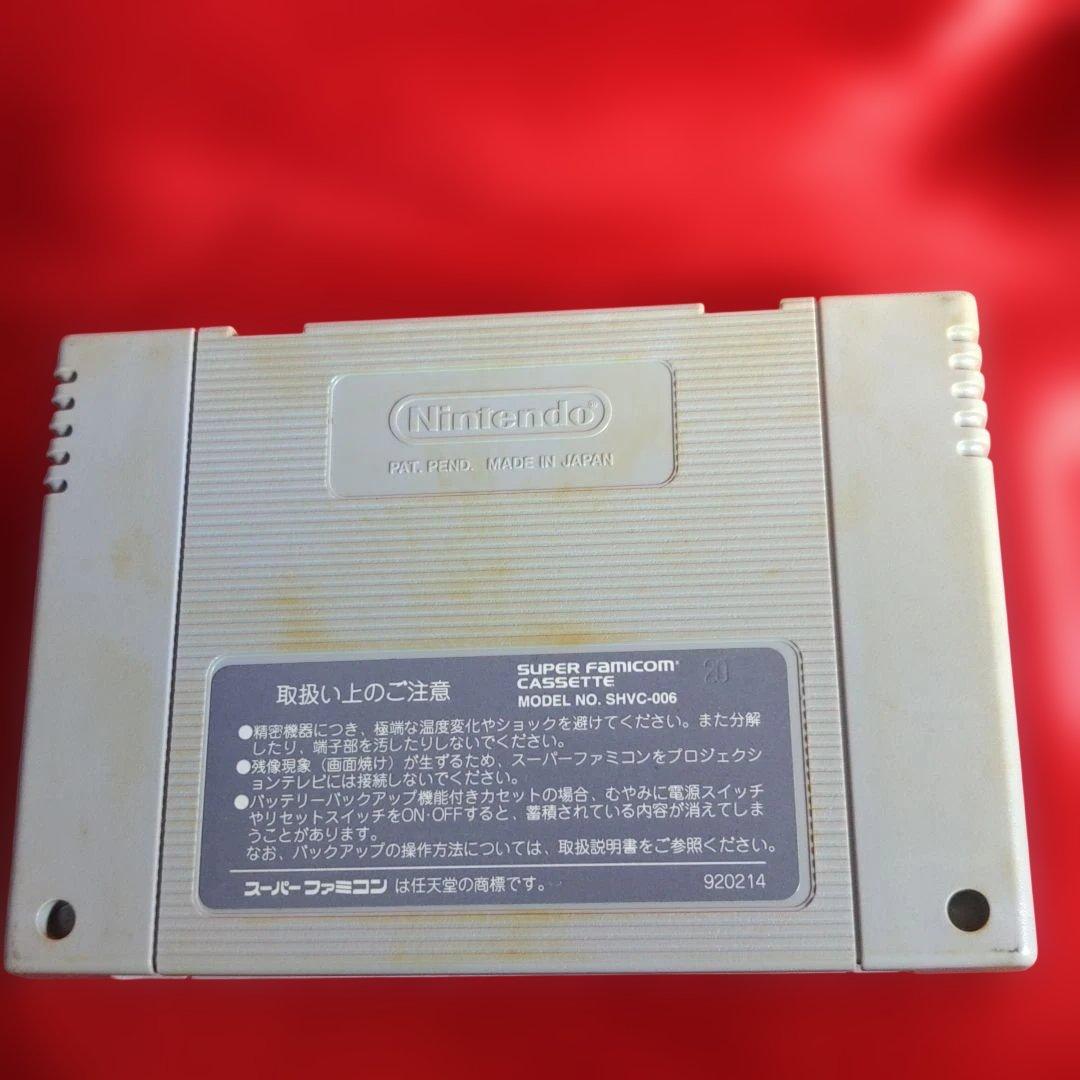 Nintendo®
PAT. PEND. MADE IN JAPAN
取扱い上のご注意
SUPER FAMICOM®
CASSETTE
MODEL NO. SHVC-006
20
●精密機器につき、極端な温度変化やショックを避けてください。また分解
したり、端子部を汚したりしないでください。
●残像現象（画面焼け）が生ずるため、スーパーファミコンをプロジェクシ
ョンテレビには接続しないでください。
●バッテリーバックアップ機能付きカセットの場合、むやみに電源スイッチ
やリセットスイッチをON·OFFすると、蓄積されている内容が消えてしま
うことがあります。
なお、バックアップの操作方法については、取扱説明書をご参照ください。
スーパーファミコン は任天堂の商標です。
920214